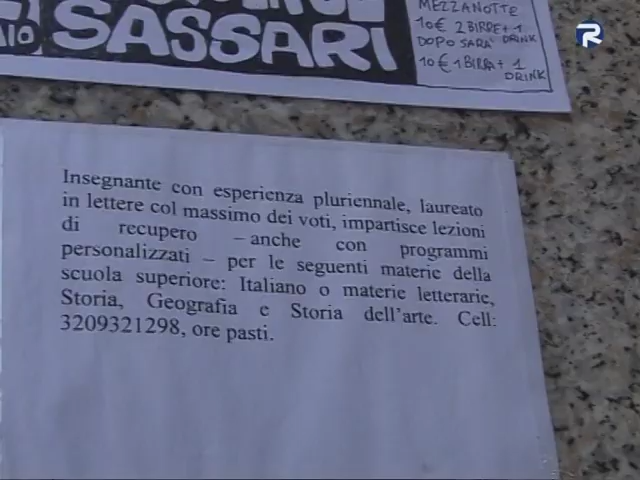 SASSARI
MEZZANOTTE
10€ 2 BIRRE + 1
DRINK
DOPO SARÀ
10€ 1 BIRRA + 1
DRINK
R
Insegnante con esperienza pluriennale, laureato
in lettere col massimo dei voti, impartisce lezioni
di recupero – anche con programmi
personalizzati – per le seguenti materie della
scuola superiore: Italiano o materie letterarie,
Storia, Geografia e Storia dell'arte. Cell:
3209321298, ore pasti.